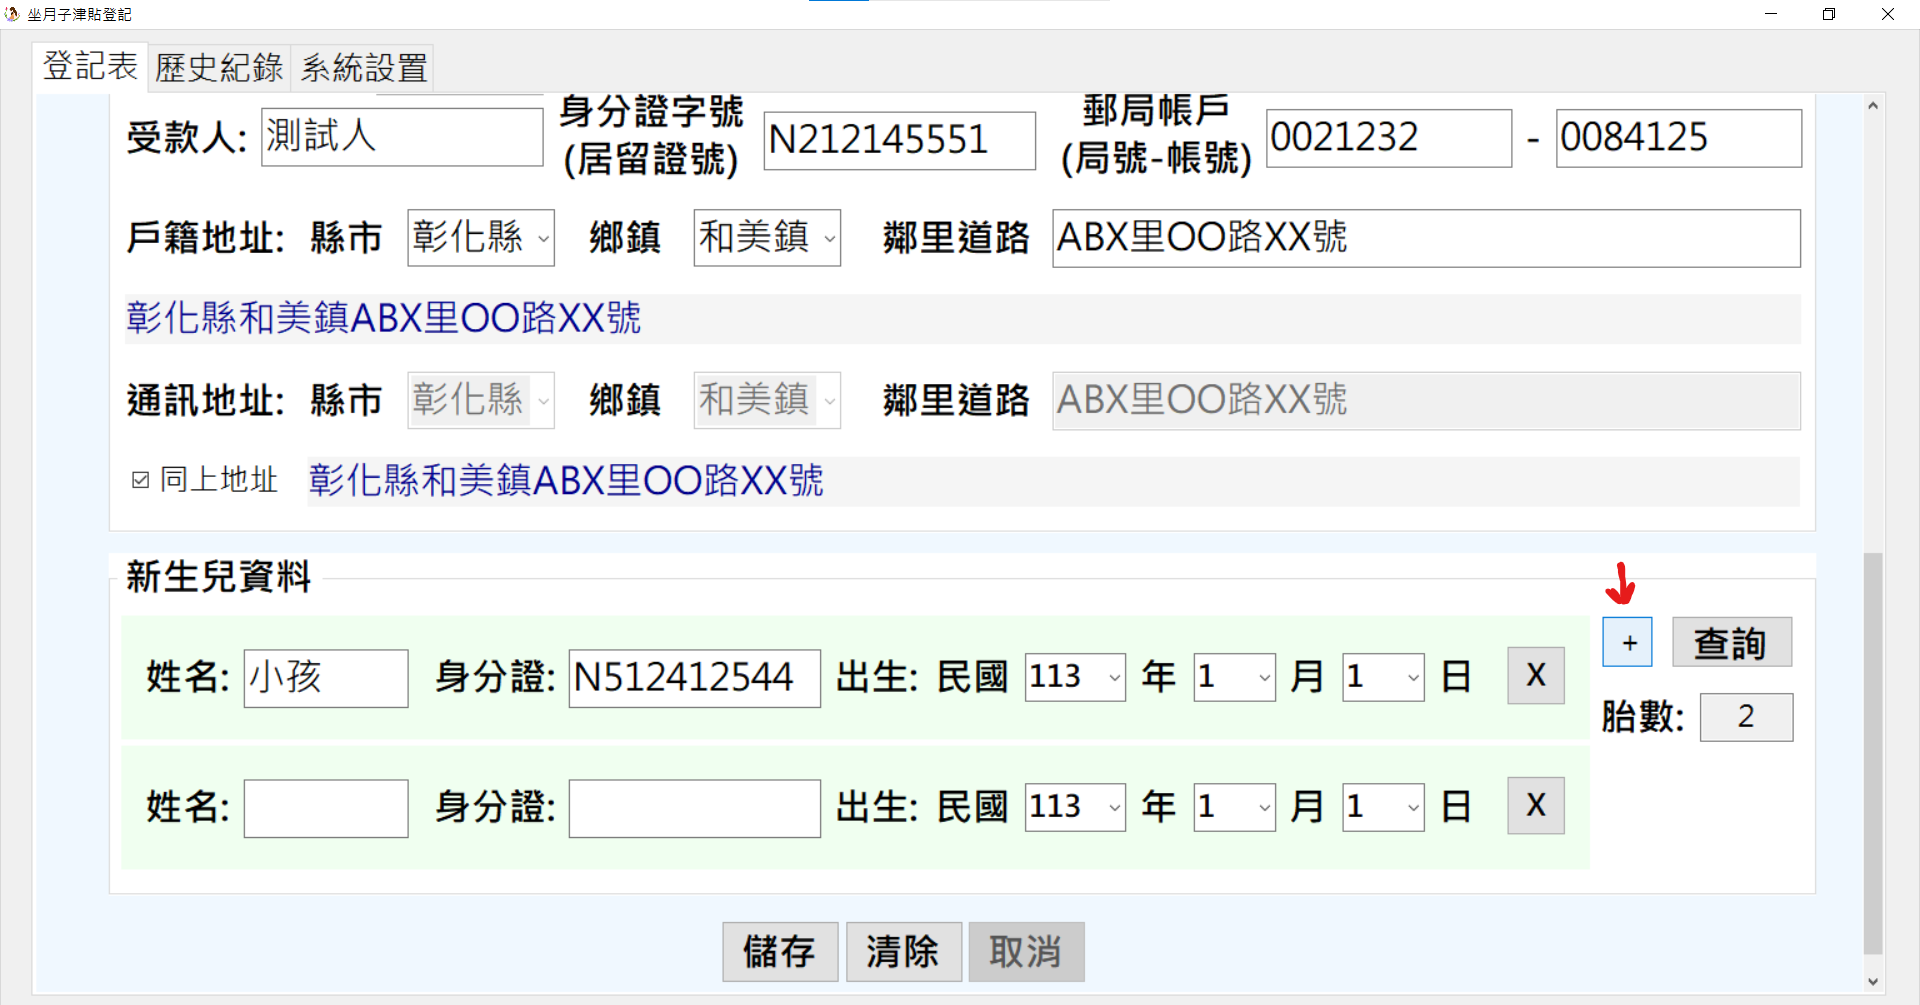 坐月子津貼登記
登記表 歷史紀錄 系統設置
受款人: 測試人 身分證字號 (居留證號) N212145551 郵局帳戶 (局號-帳號) 0021232 - 0084125
戶籍地址: 縣市 彰化縣 鄉鎮 和美鎮 鄰里道路 ABX里OO路XX號
彰化縣和美鎮ABX里OO路XX號
通訊地址: 縣市 彰化縣 鄉鎮 和美鎮 鄰里道路 ABX里OO路XX號
同上地址 彰化縣和美鎮ABX里OO路XX號
新生兒資料
姓名: 小孩 身分證: N512412544 出生: 民國 113 年 1 月 1 日 X + 查詢
胎數: 2
姓名: 身分證: 出生: 民國 113 年 1 月 1 日 X
儲存 清除 取消